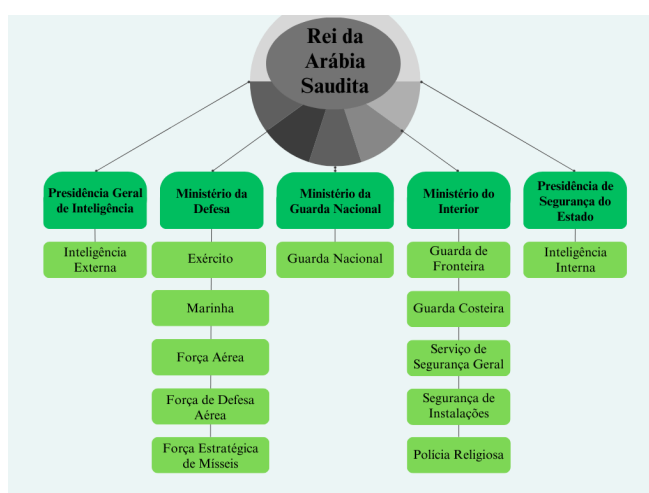 Rei da
Arábia
Saudita
Presidência Geral
de Inteligência
Ministério da
Defesa
Ministério da
Guarda Nacional
Ministério do
Interior
Presidência de
Segurança do
Estado
Inteligência
Externa
Exército
Guarda Nacional
Guarda de
Fronteira
Inteligência
Interna
Marinha
Guarda Costeira
Força Aérea
Serviço de
Segurança Geral
Força de Defesa
Aérea
Segurança de
Instalações
Força Estratégica
de Mísseis
Polícia Religiosa